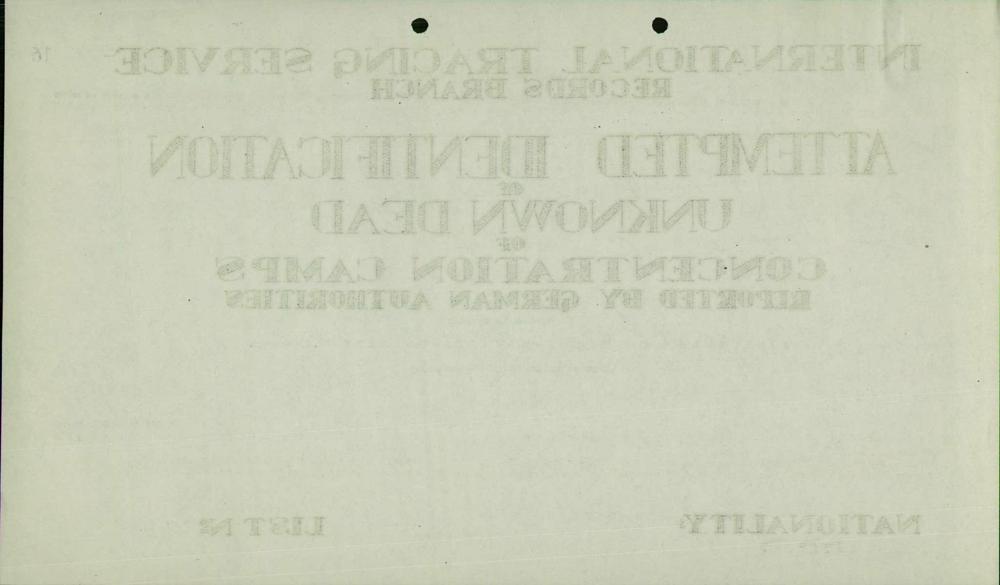 16
INTERNATIONAL TRACING SERVICE
RECORDS BRANCH
ATTEMPTED IDENTIFICATION
OF
UNKNOWN DEAD
OF
CONCENTRATION CAMPS
REPORTED BY GERMAN AUTHORITIES
NATIONALITY: LIST Nº